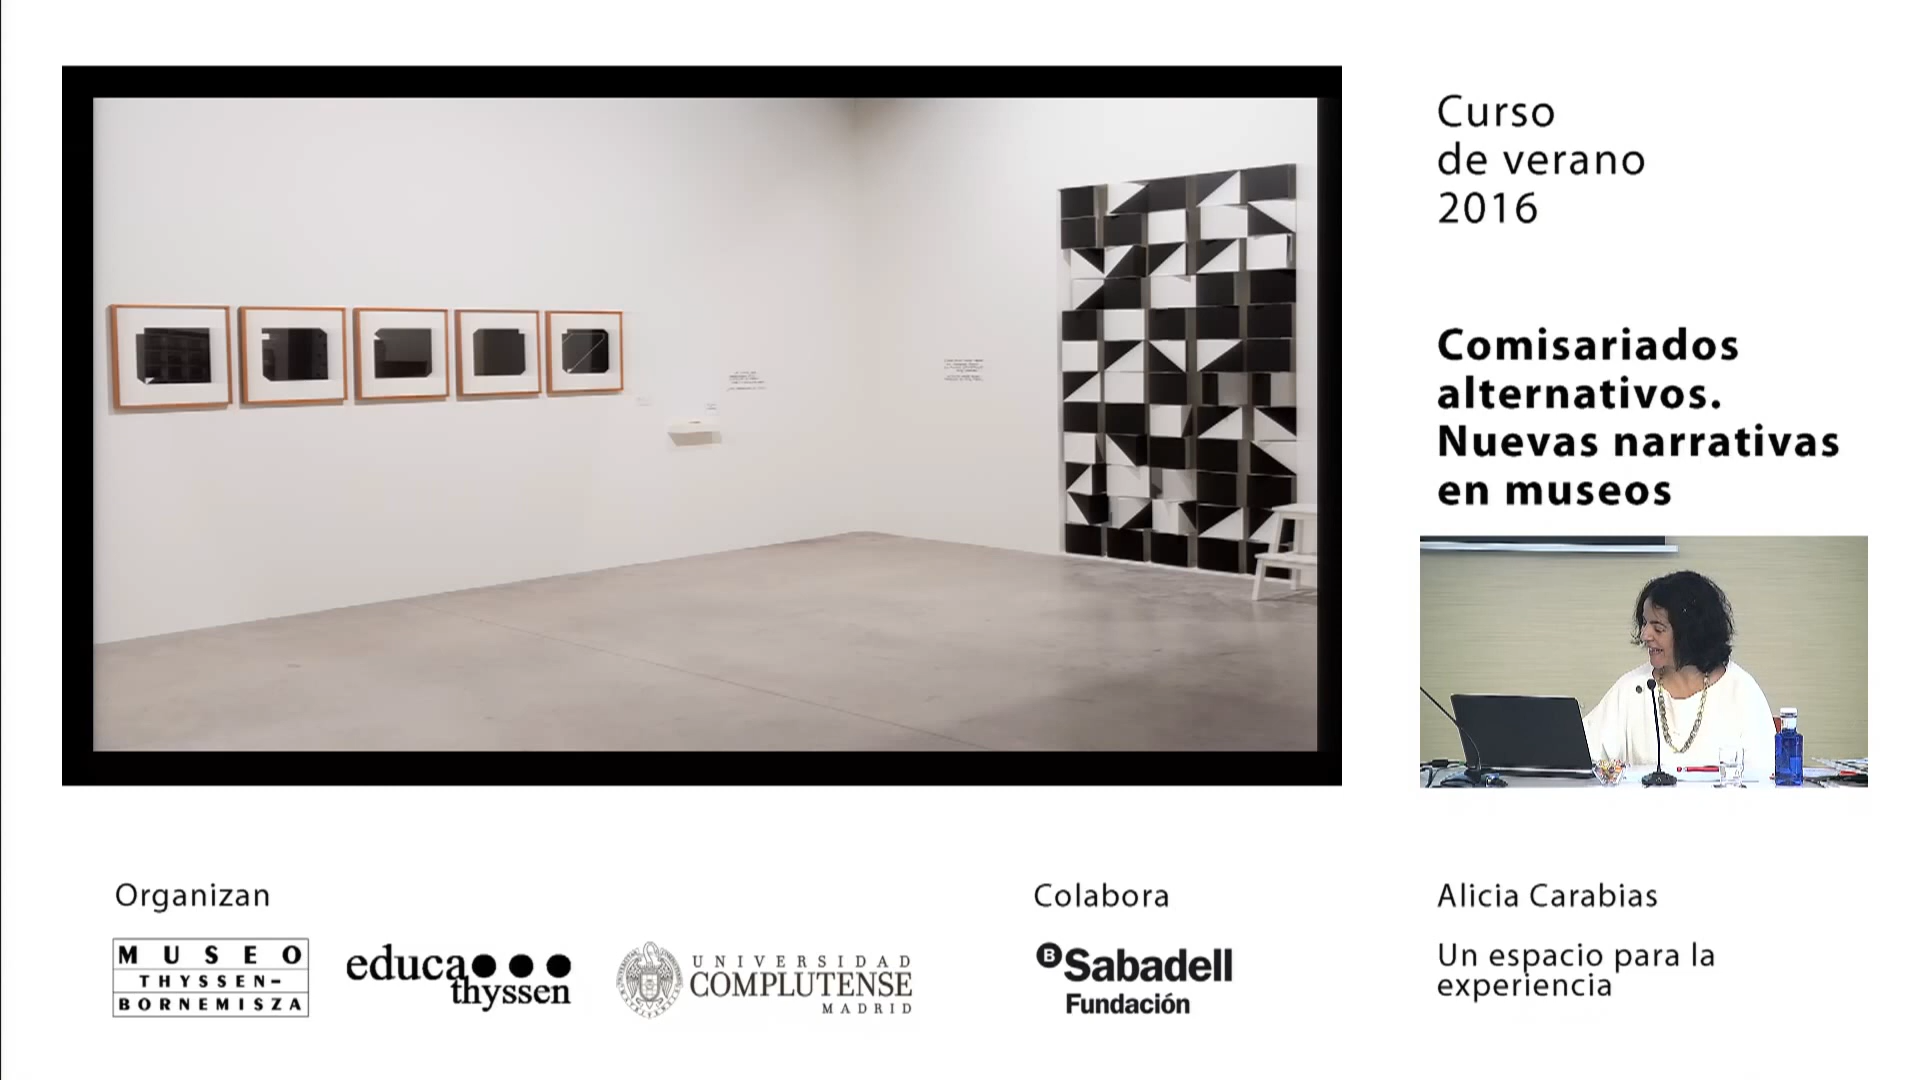 Curso
de verano
2016
Comisariados
alternativos.
Nuevas narrativas
en museos
Organizan
MUSEO
THYSSEN-
BORNEMISZA
educa
thyssen
UNIVERSIDAD
COMPLUTENSE
MADRID
Colabora
B Sabadell
Fundación
Alicia Carabias
Un espacio para la
experiencia